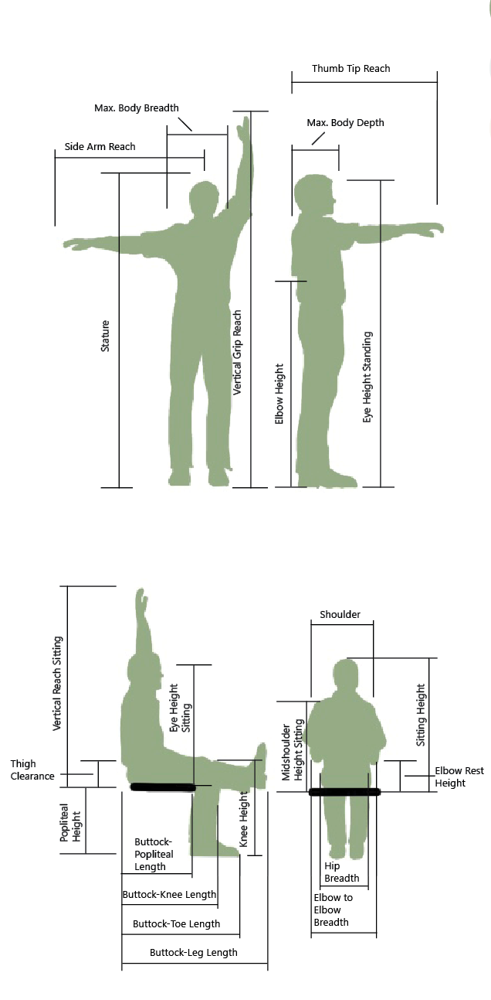 Thumb Tip Reach
Max. Body Breadth
Max. Body Depth
Side Arm Reach
Stature
Vertical Grip Reach
Elbow Height
Eye Height Standing
Shoulder
Vertical Reach Sitting
Eye Height
Sitting
Midshoulder
Height Sitting
Sitting Height
Thigh
Clearance
Elbow Rest
Height
Popliteal
Height
Knee Height
Buttock-
Popliteal
Length
Hip
Breadth
Buttock-Knee Length
Elbow to
Elbow
Breadth
Buttock-Toe Length
Buttock-Leg Length